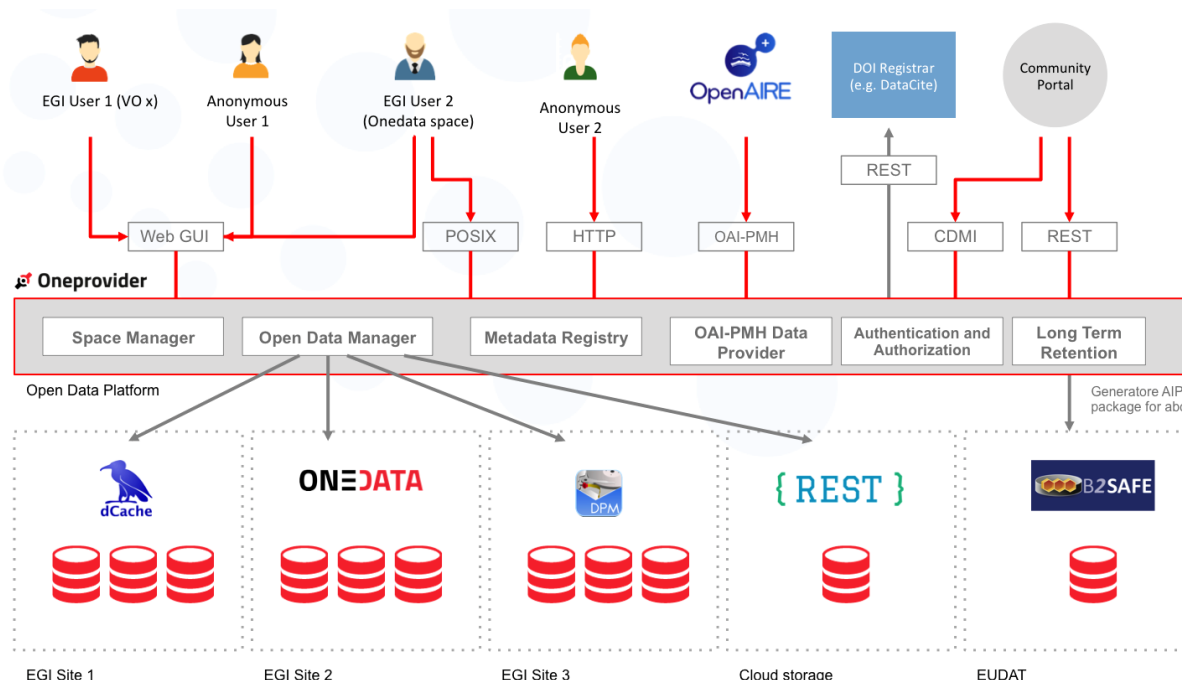 EGI User 1 (VO x)
Anonymous
User 1
EGI User 2
(Onedata space)
Anonymous
User 2
+
OpenAIRE
DOI Registrar
(e.g. DataCite)
Community
Portal
REST
Web GUI
POSIX
HTTP
OAI-PMH
CDMI
REST
Oneprovider
Space Manager
Open Data Manager
Metadata Registry
OAI-PMH Data
Provider
Authentication and
Authorization
Long Term
Retention
Open Data Platform
Generatore AIP
package for abo
dCache
ONEDATA
DPM
{ REST }
B2SAFE
EGI Site 1
EGI Site 2
EGI Site 3
Cloud storage
EUDAT